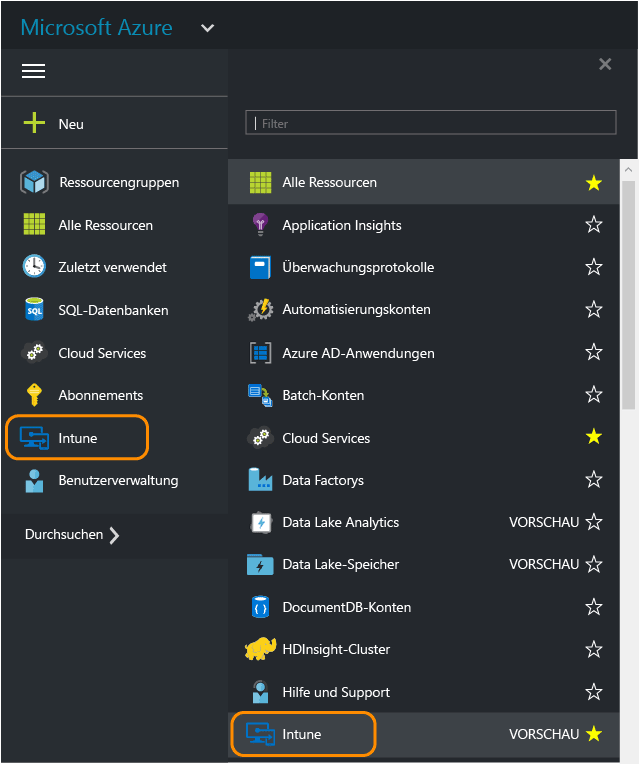 Microsoft Azure
Neu
Ressourcengruppen
Alle Ressourcen
Zuletzt verwendet
SQL
SQL-Datenbanken
Cloud Services
Abonnements
Intune
Benutzerverwaltung
Durchsuchen
Filter
Alle Ressourcen
Application Insights
Überwachungsprotokolle
Automatisierungskonten
Azure AD-Anwendungen
Batch-Konten
Cloud Services
Data Factorys
Data Lake Analytics VORSCHAU
Data Lake-Speicher VORSCHAU
DocumentDB-Konten
HDInsight-Cluster
Hilfe und Support
Intune VORSCHAU